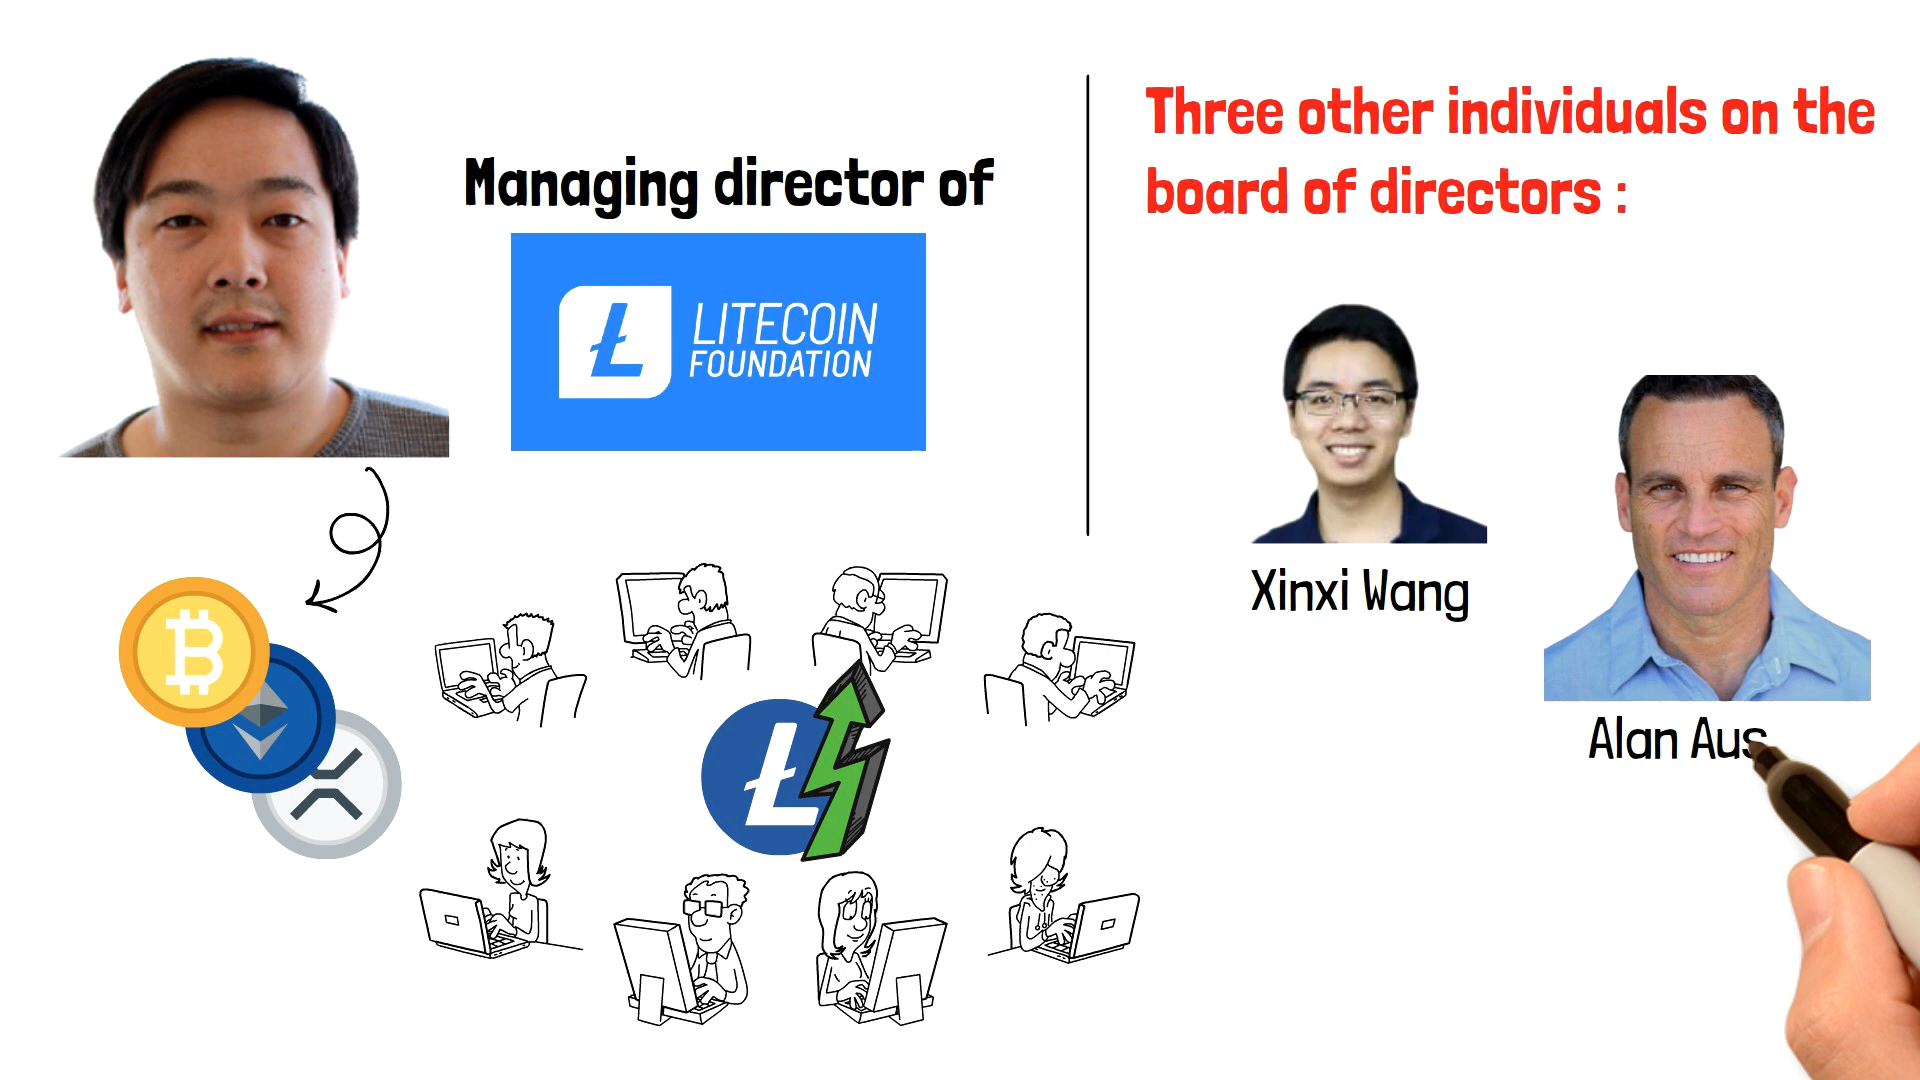 Managing director of
LITECOIN
FOUNDATION
Three other individuals on the
board of directors :
Xinxi Wang
Alan Aus